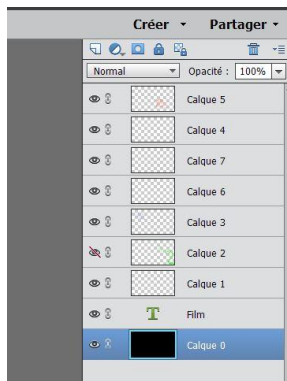 Créer Partager
Normal Opacité : 100%
Calque 5
Calque 4
Calque 7
Calque 6
Calque 3
Calque 2
Calque 1
T Film
Calque 0